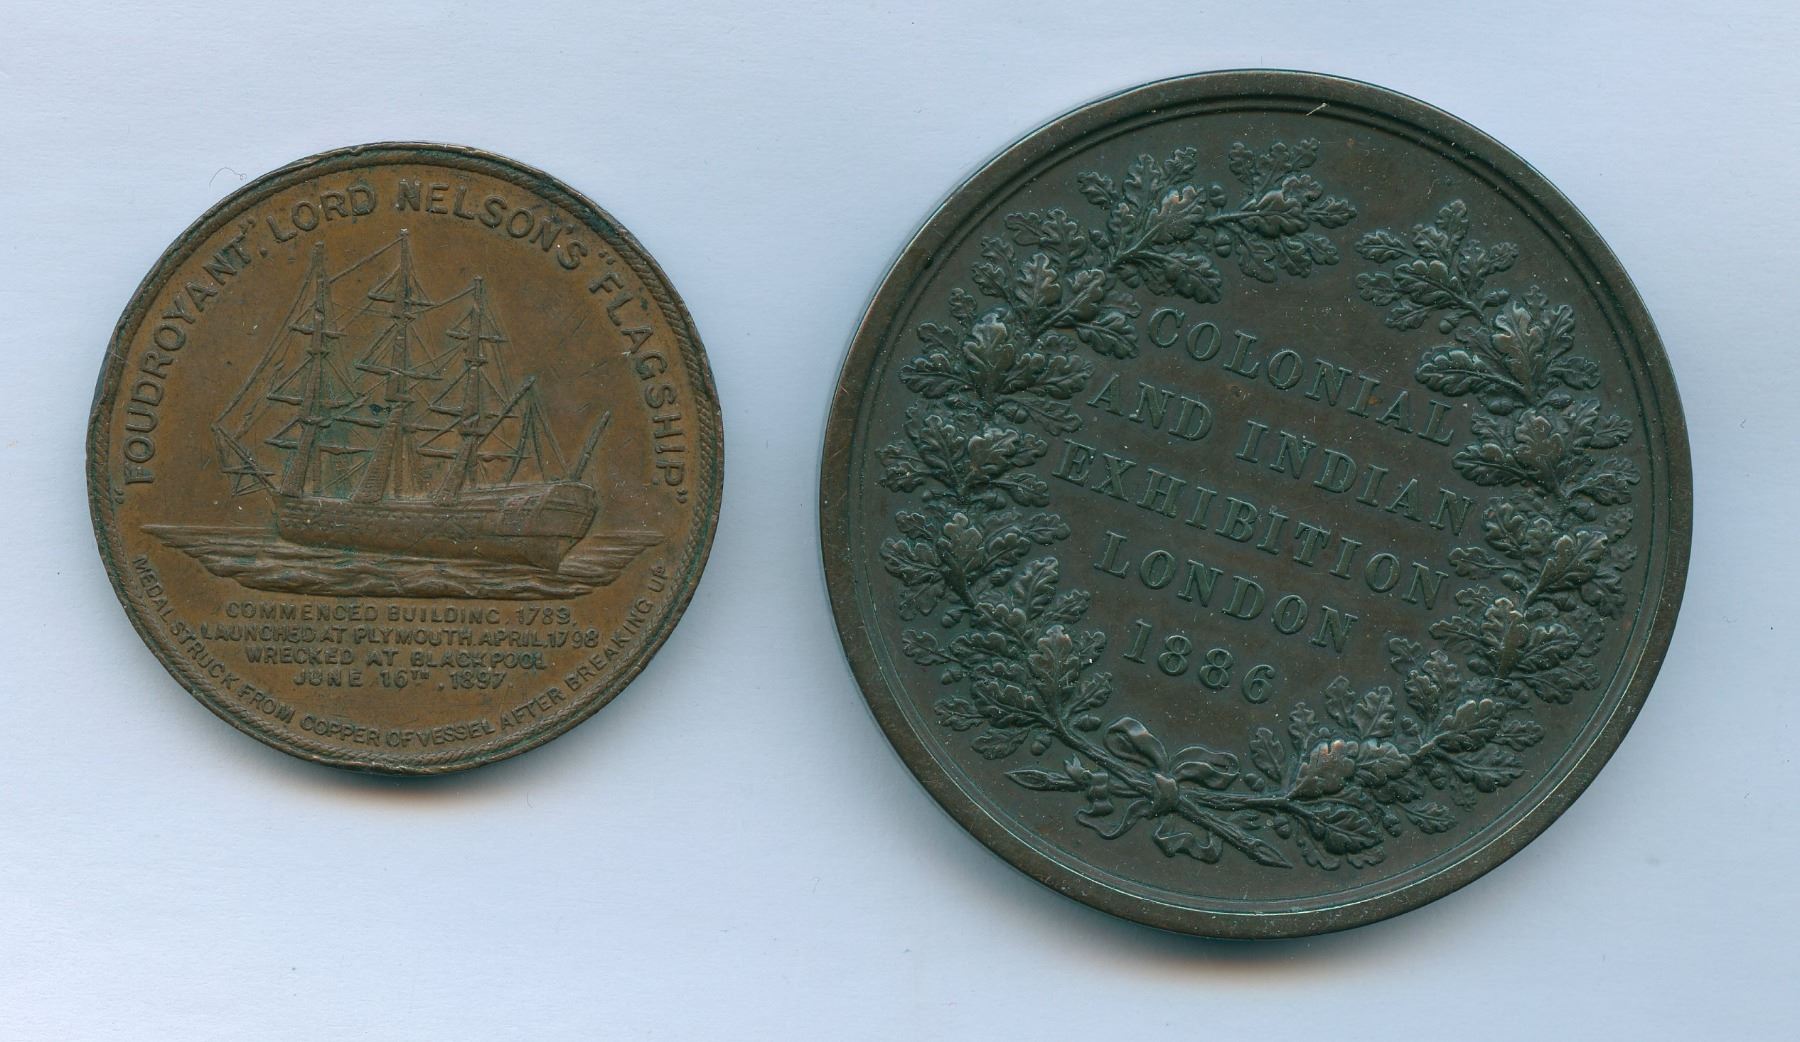 "FOUDROYANT", LORD NELSON'S "FLAGSHIP"
COMMENCED BUILDING, 1789,
LAUNCHED AT PLYMOUTH APRIL, 1798
WRECKED AT BLACKPOOL
JUNE 16TH, 1897
MEDAL STRUCK FROM COPPER OF VESSEL AFTER BREAKING UP
COLONIAL
AND INDIAN
EXHIBITION
LONDON
1886